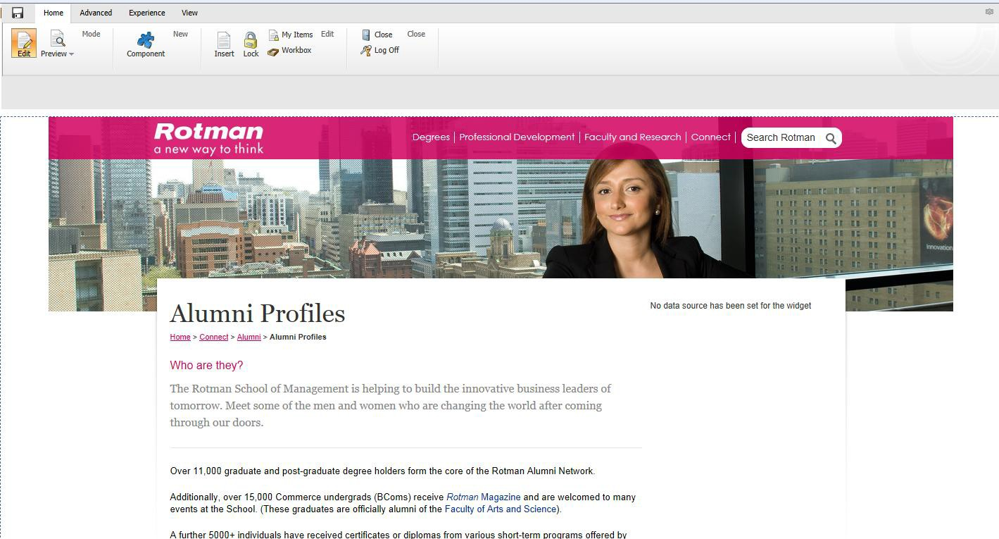 Home Advanced Experience View
Edit Preview Mode
Component New
Insert Lock My Items Workbox Edit
Close Log Off Close
Rotman
a new way to think
Degrees Professional Development Faculty and Research Connect Search Rotman
Innovation
Alumni Profiles
No data source has been set for the widget
Home > Connect > Alumni > Alumni Profiles
Who are they?
The Rotman School of Management is helping to build the innovative business leaders of
tomorrow. Meet some of the men and women who are changing the world after coming
through our doors.
Over 11,000 graduate and post-graduate degree holders form the core of the Rotman Alumni Network.
Additionally, over 15,000 Commerce undergrads (BComs) receive Rotman Magazine and are welcomed to many
events at the School. (These graduates are officially alumni of the Faculty of Arts and Science).
A further 5000+ individuals have received certificates or diplomas from various short-term programs offered by